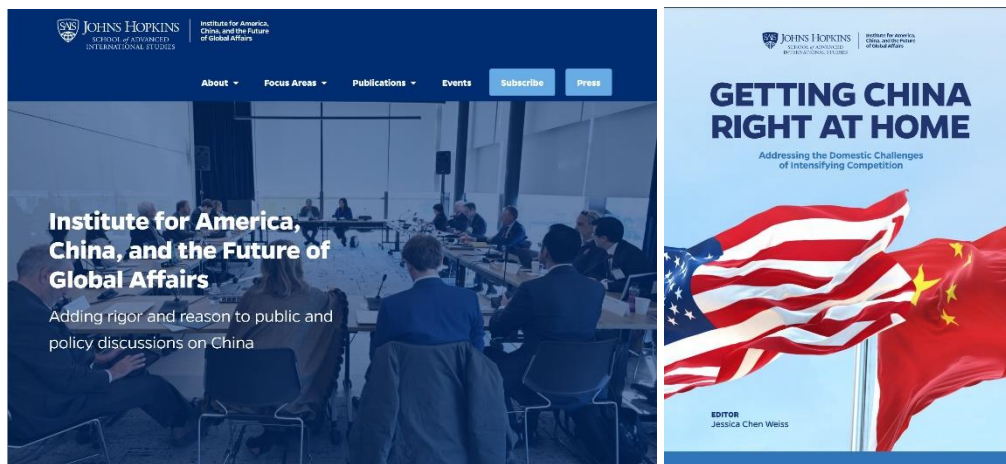 SAIS
JOHNS HOPKINS
SCHOOL of ADVANCED
INTERNATIONAL STUDIES
Institute for America,
China, and the Future
of Global Affairs
About
Focus Areas
Publications
Events
Subscribe
Press
Institute for America,
China, and the Future of
Global Affairs
Adding rigor and reason to public and
policy discussions on China
SAIS
JOHNS HOPKINS
SCHOOL of ADVANCED
INTERNATIONAL STUDIES
Institute for America,
China, and the Future
of Global Affairs
GETTING CHINA
RIGHT AT HOME
Addressing the Domestic Challenges
of Intensifying Competition
EDITOR
Jessica Chen Weiss